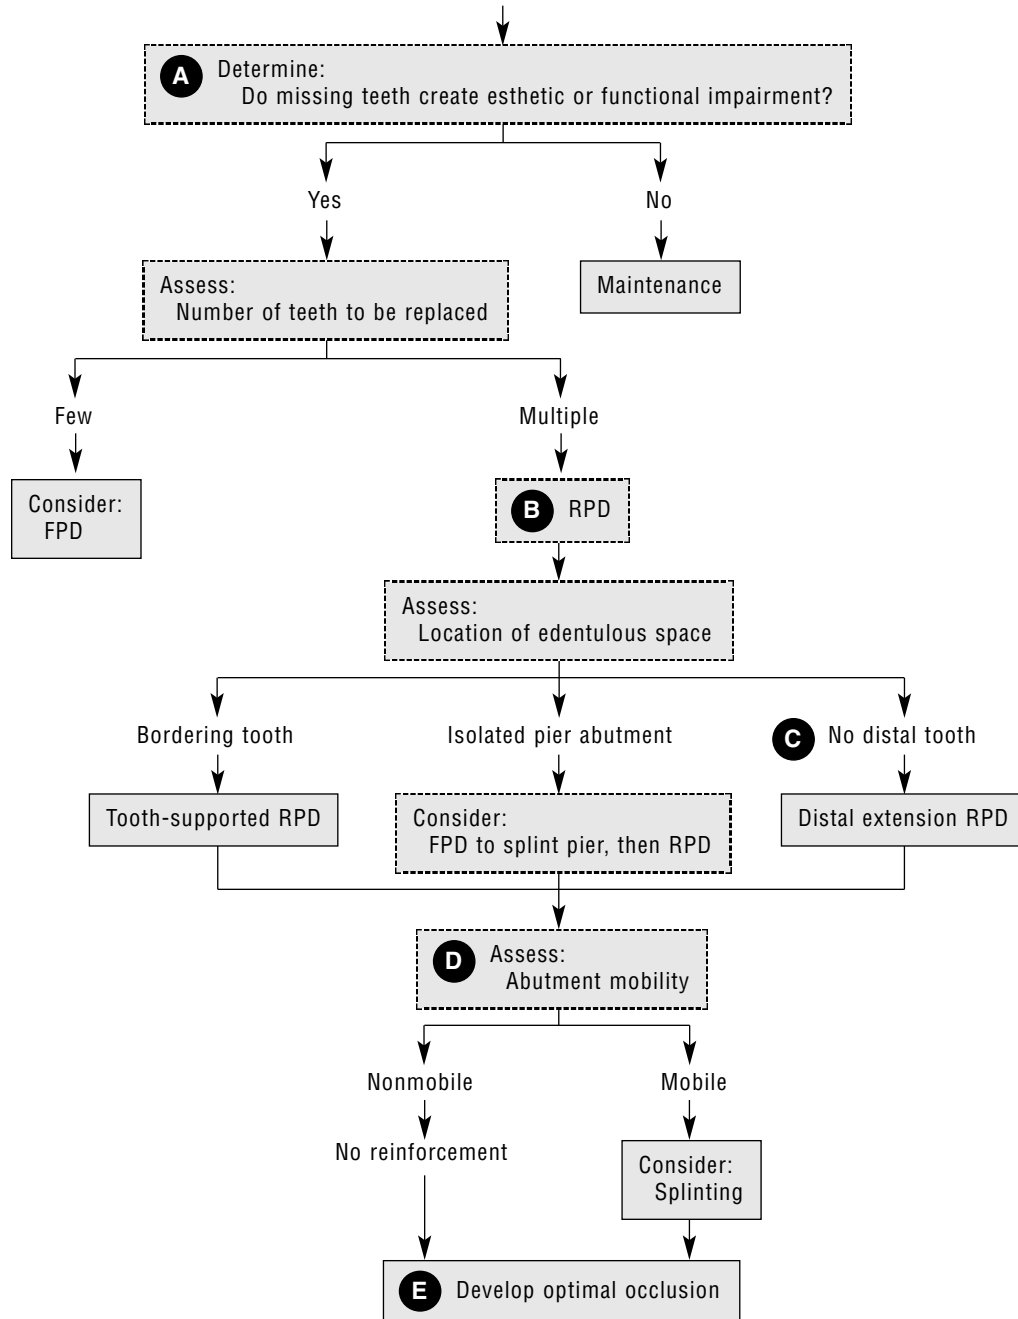 A Determine:
Do missing teeth create esthetic or functional impairment?
Yes
No
Assess:
Number of teeth to be replaced
Maintenance
Few
Multiple
Consider:
FPD
B RPD
Assess:
Location of edentulous space
Bordering tooth
Isolated pier abutment
C No distal tooth
Tooth-supported RPD
Consider:
FPD to splint pier, then RPD
Distal extension RPD
D Assess:
Abutment mobility
Nonmobile
Mobile
No reinforcement
Consider:
Splinting
E Develop optimal occlusion